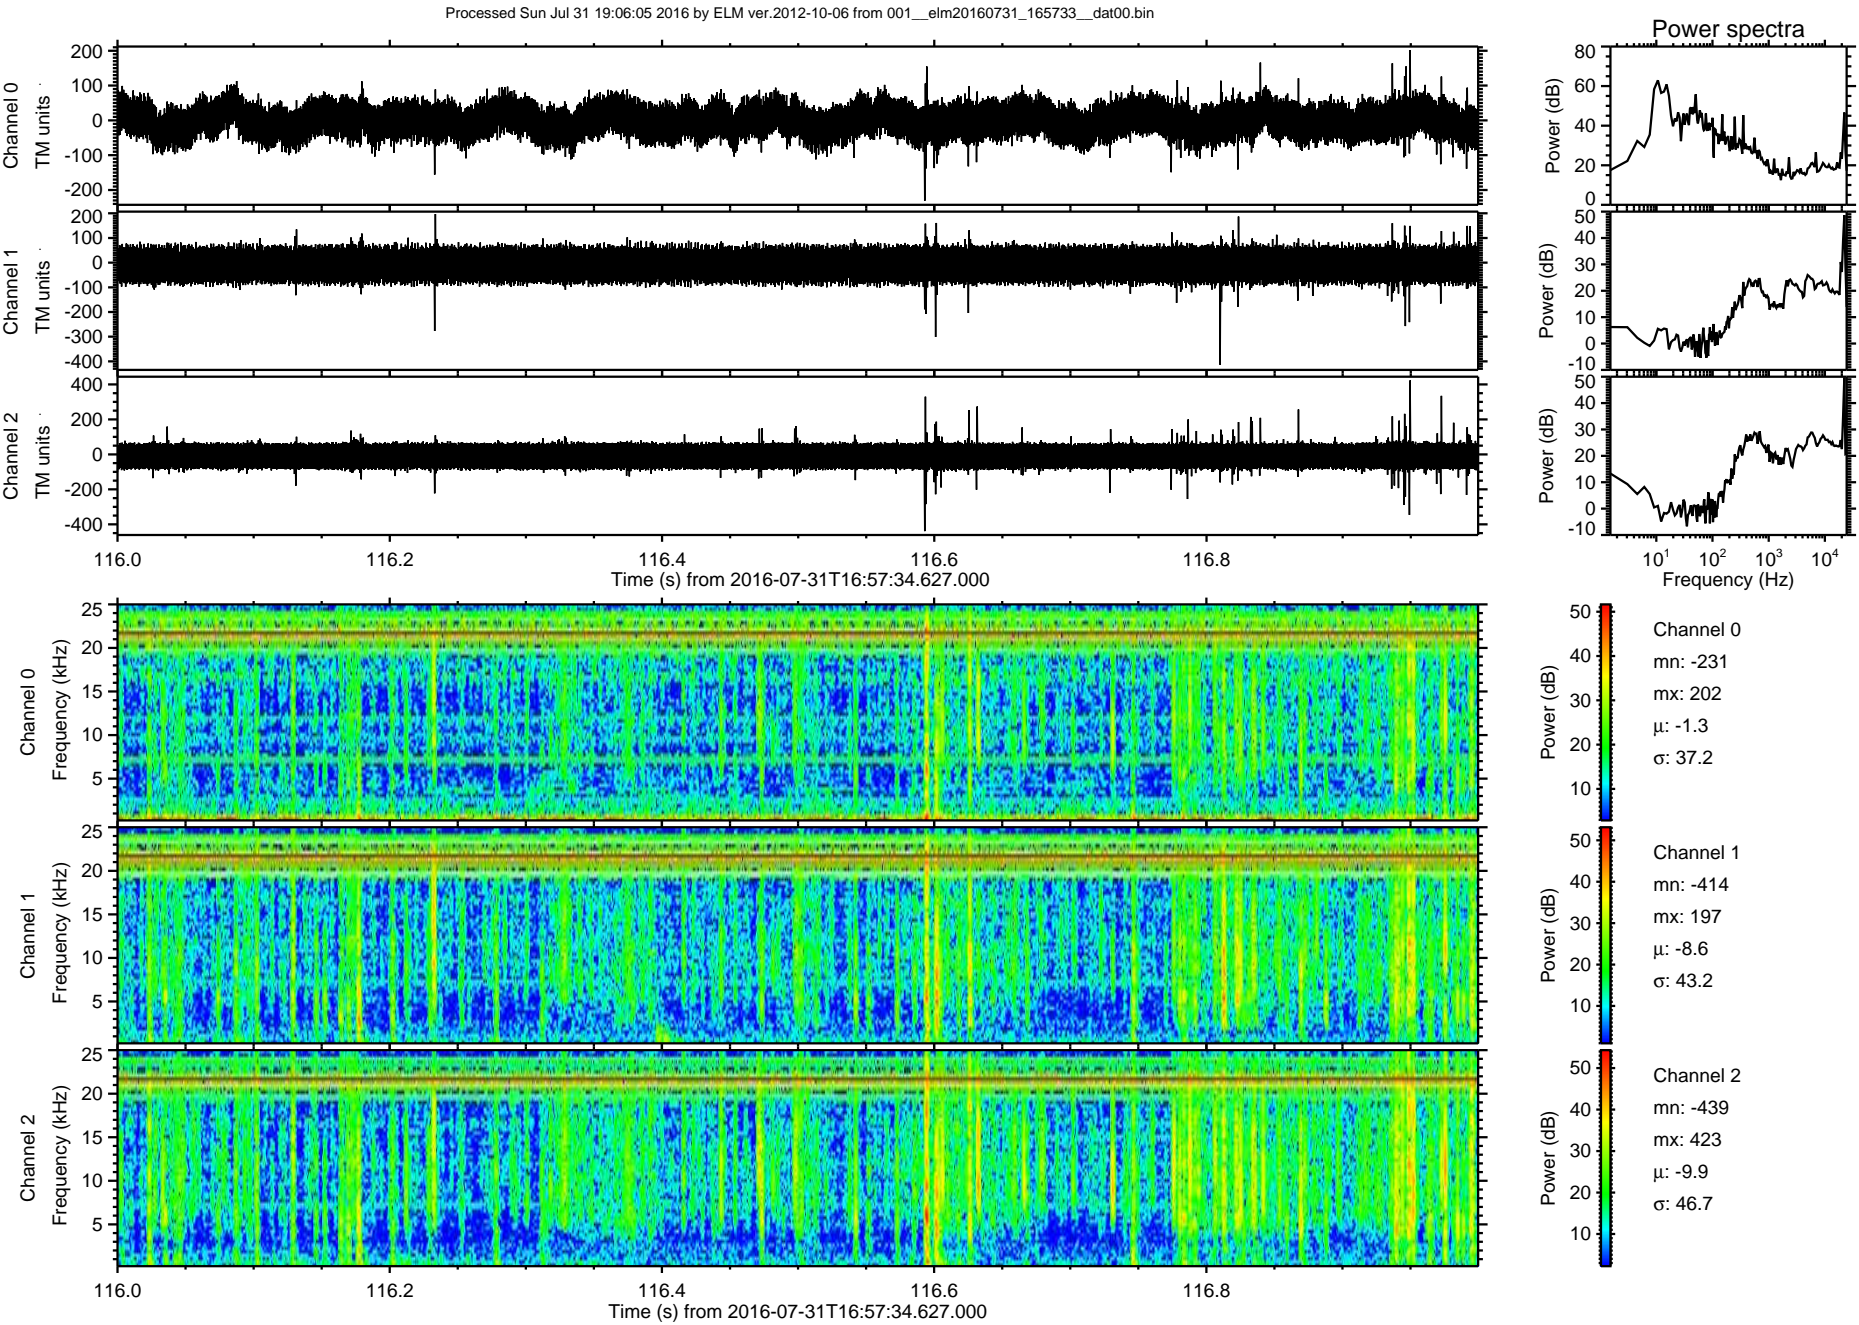 Processed Sun Jul 31 19:06:05 2016 by ELM ver.2012-10-06 from 001__elm20160731_165733__dat00.bin
Power spectra
Channel 0
TM units
200
100
0
-100
-200
Power (dB)
80
60
40
20
0
Channel 1
TM units
200
100
0
-100
-200
-300
-400
Power (dB)
50
40
30
20
10
0
-10
Channel 2
TM units
400
200
0
-200
-400
Power (dB)
50
40
30
20
10
0
-10
116.0 116.2 116.4 116.6 116.8
Time (s) from 2016-07-31T16:57:34.627.000
10¹ 10² 10³ 10⁴
Frequency (Hz)
Channel 0
Frequency (kHz)
25
20
15
10
5
Power (dB)
50
40
30
20
10
Channel 0
mn: -231
mx: 202
μ: -1.3
σ: 37.2
Channel 1
Frequency (kHz)
25
20
15
10
5
Power (dB)
50
40
30
20
10
Channel 1
mn: -414
mx: 197
μ: -8.6
σ: 43.2
Channel 2
Frequency (kHz)
25
20
15
10
5
Power (dB)
50
40
30
20
10
Channel 2
mn: -439
mx: 423
μ: -9.9
σ: 46.7
116.0 116.2 116.4 116.6 116.8
Time (s) from 2016-07-31T16:57:34.627.000